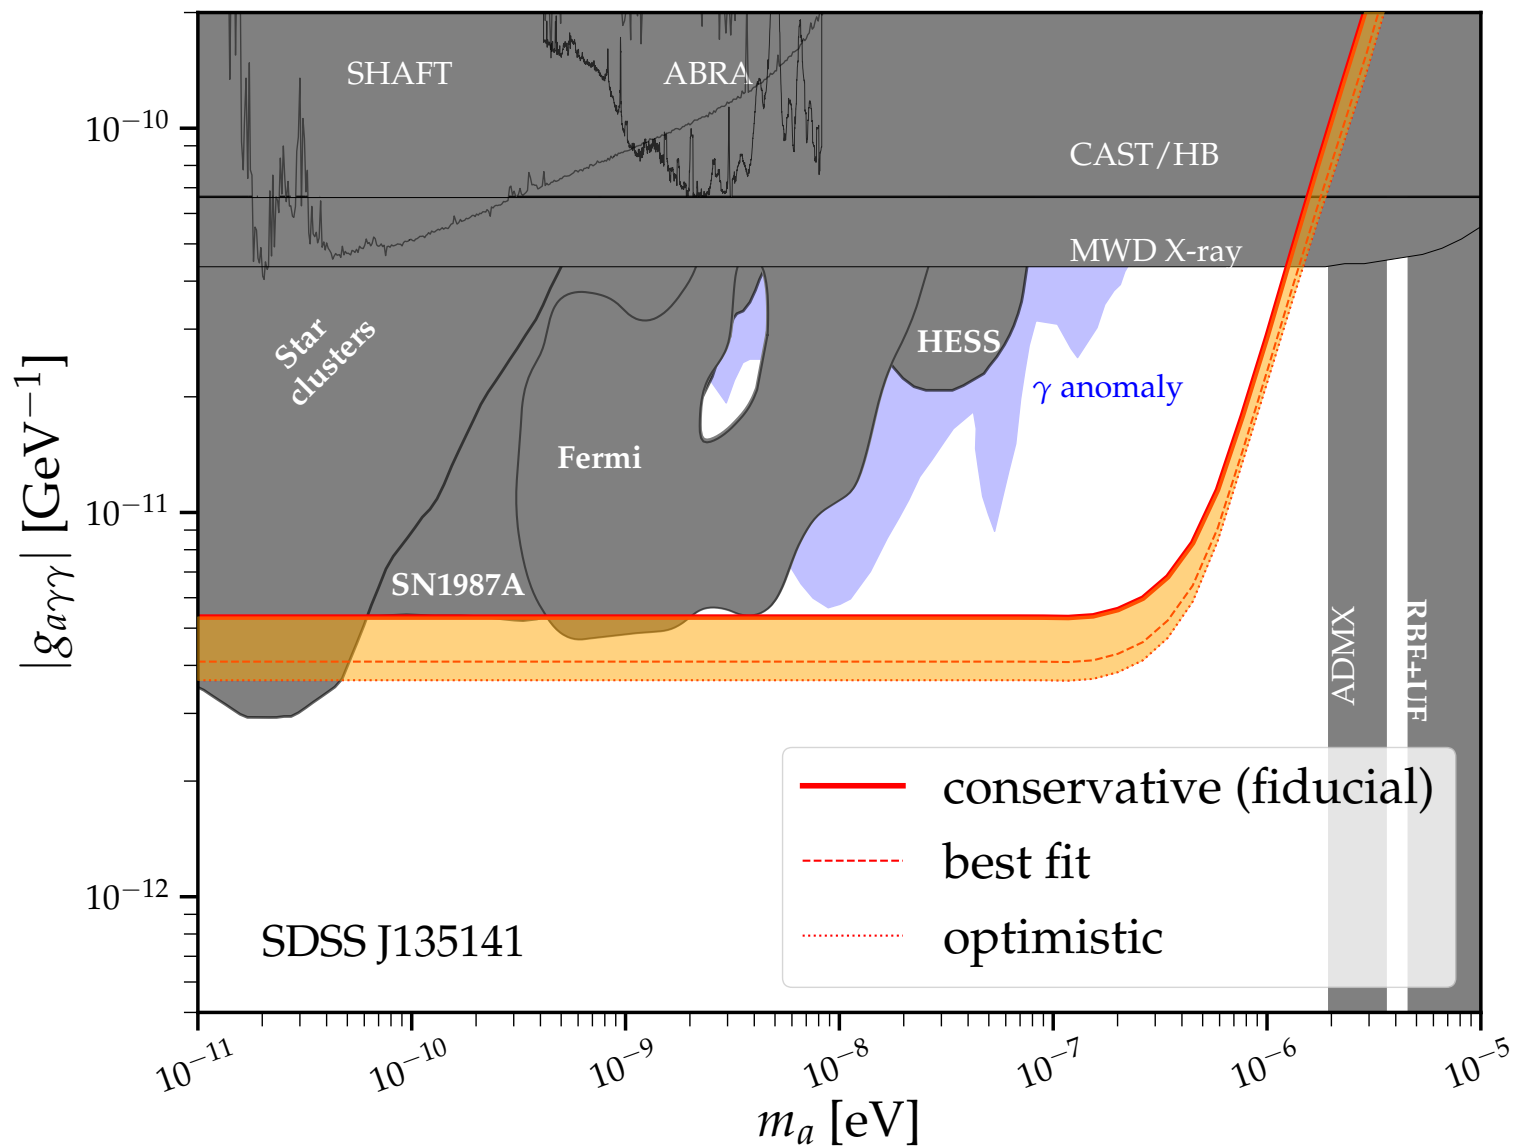 SHAFT
ABRA
CAST/HB
MWD X-ray
Star
clusters
HESS
γ anomaly
Fermi
SN1987A
ADMX
RBF+UF
SDSS J135141
conservative (fiducial)
best fit
optimistic
|g_{aγγ}| [GeV⁻¹]
10⁻¹⁰
10⁻¹¹
10⁻¹²
10⁻¹¹
10⁻¹⁰
10⁻⁹
10⁻⁸
10⁻⁷
10⁻⁶
10⁻⁵
m_a [eV]